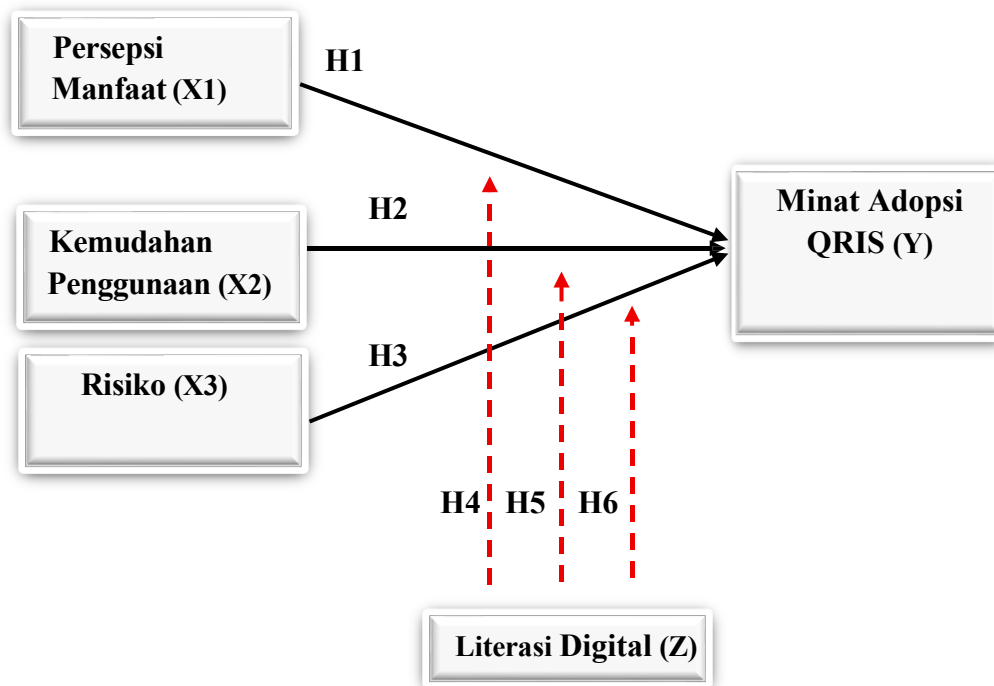 Persepsi
Manfaat (X1)
H1
Minat Adopsi
QRIS (Y)
H2
Kemudahan
Penggunaan (X2)
H3
Risiko (X3)
H4
H5
H6
Literasi Digital (Z)